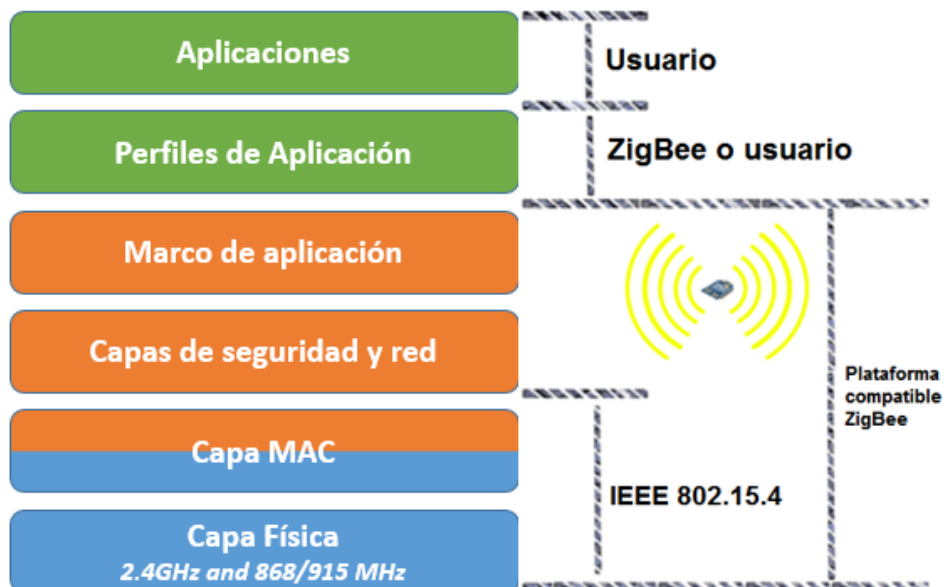 Aplicaciones
Usuario
Perfiles de Aplicación
ZigBee o usuario
Marco de aplicación
Capas de seguridad y red
Plataforma
compatible
ZigBee
Capa MAC
IEEE 802.15.4
Capa Física
2.4GHz and 868/915 MHz